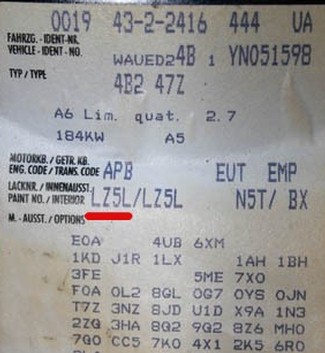 0019 43-2-2416 444 UA
FAHRZG.-IDENT-NR.
VEHICLE-IDENT-NO. WAUED24B 1 YN051598
TYP / TYPE 4B2 47Z
A6 Lim. quat. 2.7
184KW A5
MOTORKB. / GETR. KB.
ENG. CODE / TRANS. CODE APB EUT EMP
LACKNR. / INNENAUSST.
PAINT NO. / INTERIOR LZ5L/LZ5L N5T/ BX
M.-AUSST. / OPTIONS
E0A 4UB 6XM
1KD J1R 1LX 1AH 1BH
3FE 5ME 7X0
F0A 0L2 8GL 0G7 0YS 0JN
T7Z 3NZ 8JD U1D X9A 1N3
2ZQ 3HA 8Q2 9Q2 8Z6 MH0
7G0 CC5 7K0 4X1 2K5 6R0